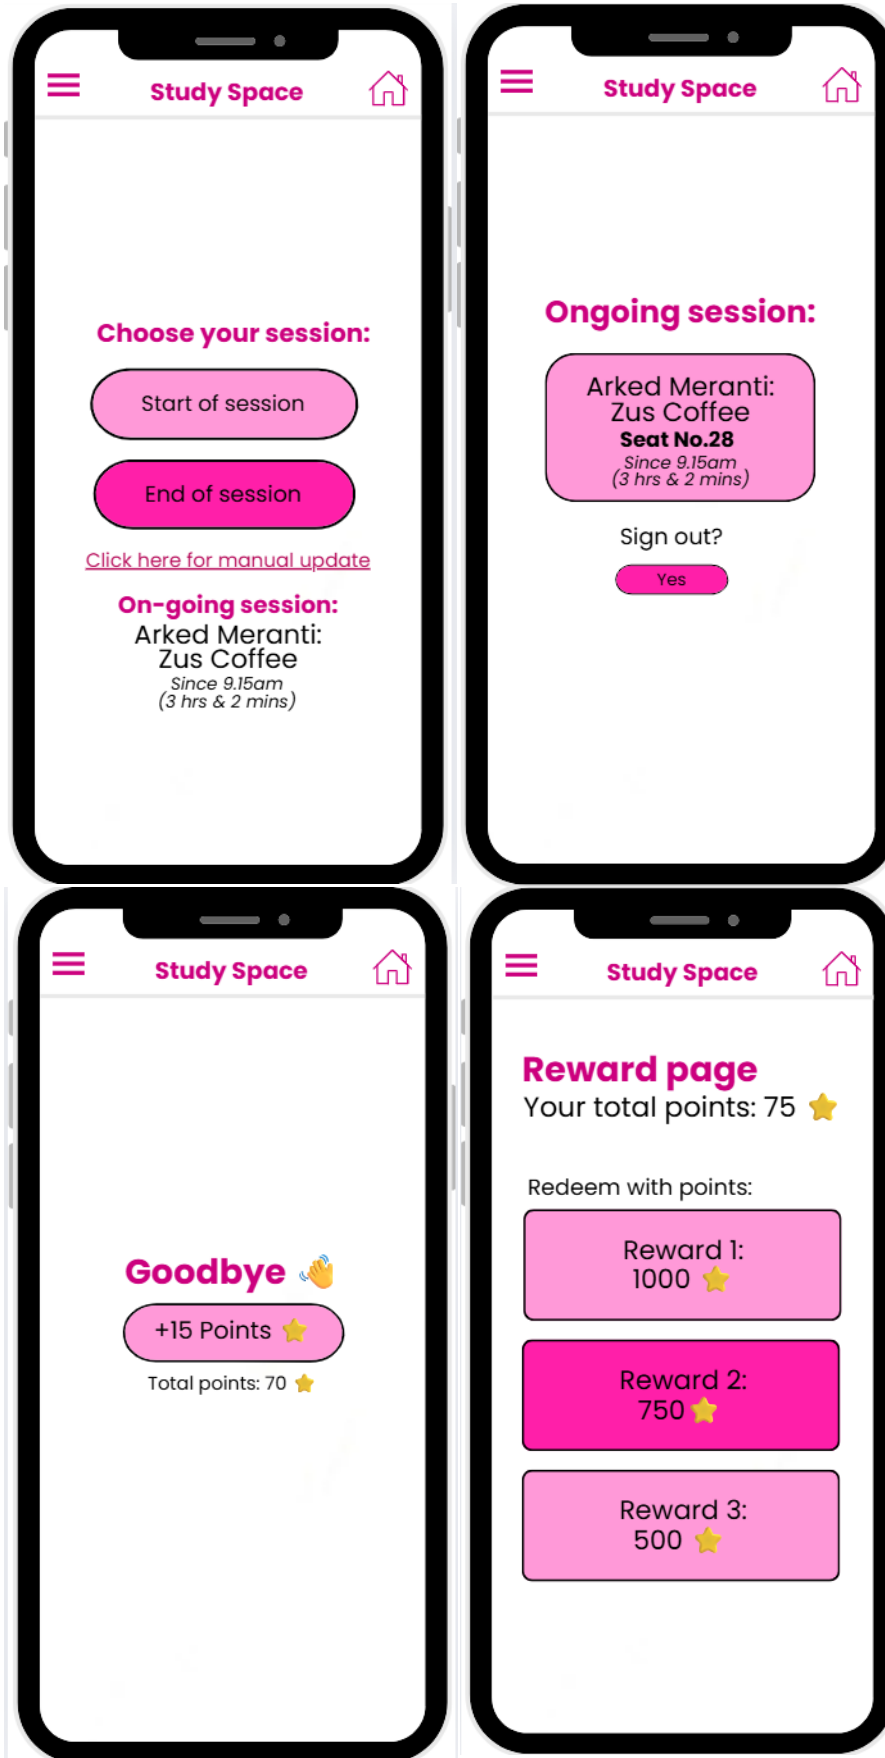 Study Space
Choose your session:
Start of session
End of session
Click here for manual update
On-going session:
Arked Meranti:
Zus Coffee
Since 9.15am
(3 hrs & 2 mins)
Study Space
Ongoing session:
Arked Meranti:
Zus Coffee
Seat No.28
Since 9.15am
(3 hrs & 2 mins)
Sign out?
Yes
Study Space
Goodbye
+15 Points
Total points: 70
Study Space
Reward page
Your total points: 75
Redeem with points:
Reward 1:
1000
Reward 2:
750
Reward 3:
500